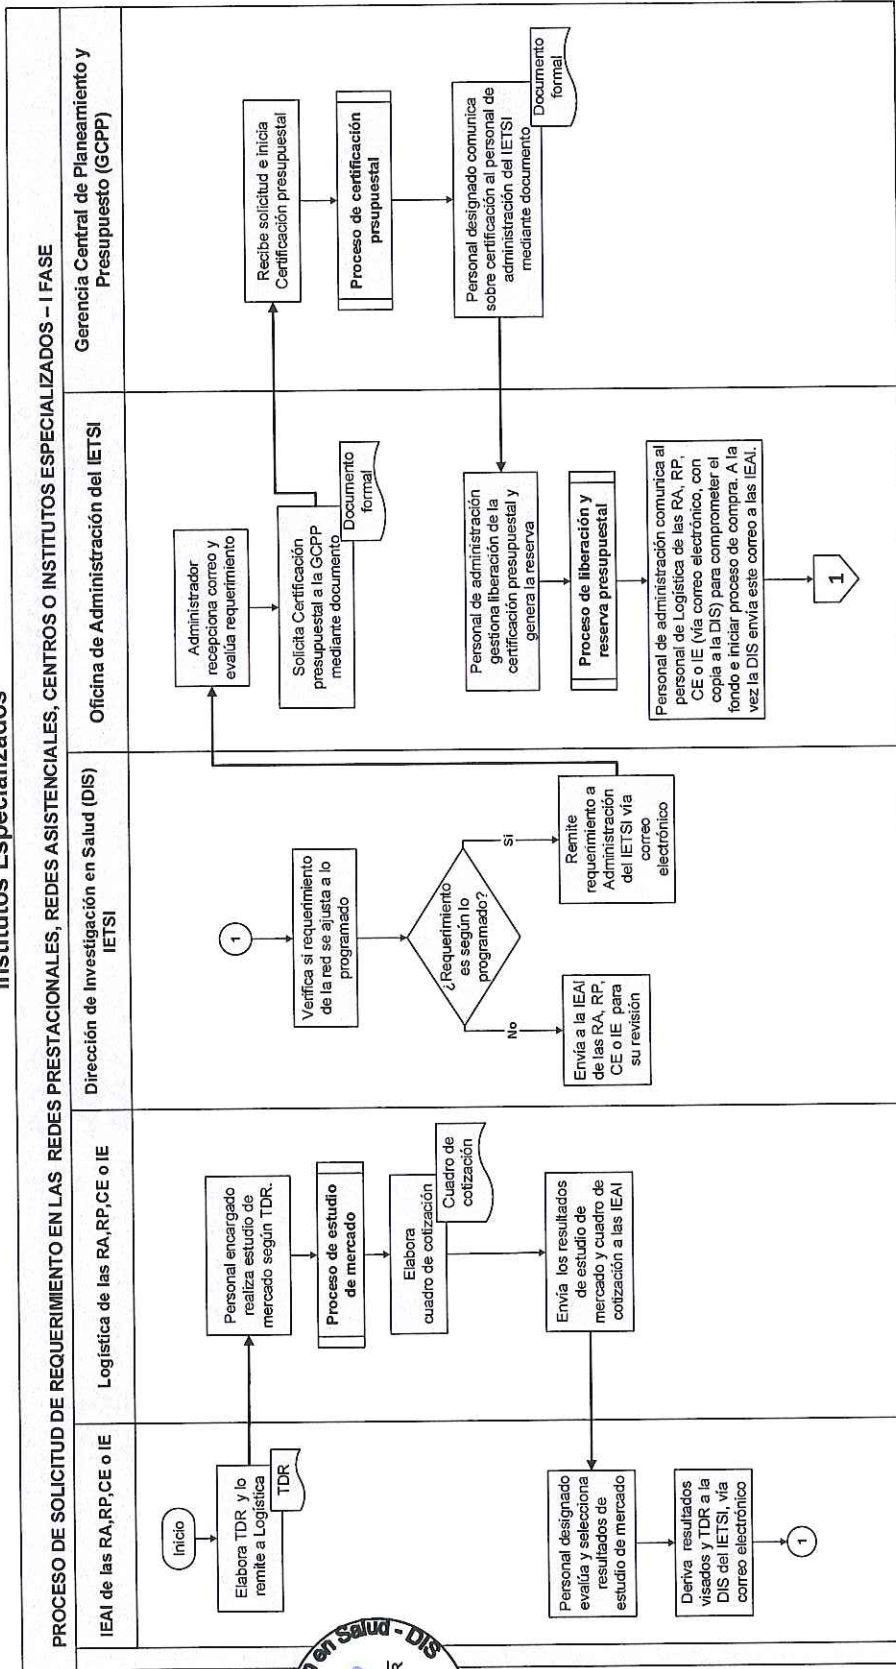 Institutos Especializados
PROCESO DE SOLICITUD DE REQUERIMIENTO EN LAS REDES PRESTACIONALES, REDES ASISTENCIALES, CENTROS O INSTITUTOS ESPECIALIZADOS – I FASE
IEAI de las RA,RP,CE o IE
Inicio
Elabora TDR y lo
remite a Logística
TDR
Personal designado
evalúa y selecciona
resultados de
estudio de mercado
Deriva resultados
visados y TDR a la
DIS del IETSI, vía
correo electrónico
1
Logística de las RA,RP,CE o IE
Personal encargado
realiza estudio de
mercado según TDR.
Proceso de estudio
de mercado
Elabora
cuadro de cotización
Cuadro de
cotización
Envía los resultados
de estudio de
mercado y cuadro de
cotización a las IEAI
Dirección de Investigación en Salud (DIS)
IETSI
1
Verifica si requerimiento
de la red se ajusta a lo
programado
¿Requerimiento
es según lo
programado?
No
Si
Envía a la IEAI
de las RA, RP,
CE o IE para
su revisión
Remite
requerimiento a
Administración
del IETSI vía
correo
electrónico
Oficina de Administración del IETSI
Administrador
recepciona correo y
evalúa requerimiento
Solicita Certificación
presupuestal a la GCPP
mediante documento
Documento
formal
Personal de administración
gestiona liberación de la
certificación presupuestal y
genera la reserva
Proceso de liberación y
reserva presupuestal
Personal de administración comunica al
personal de Logística de las RA, RP,
CE o IE (vía correo electrónico, con
copia a la DIS) para comprometer el
fondo e iniciar proceso de compra. A la
vez la DIS envía este correo a las IEAI.
1
Gerencia Central de Planeamiento y
Presupuesto (GCPP)
Recibe solicitud e inicia
Certificación presupuestal
Proceso de certificación
prsupuestal
Personal designado comunica
sobre certificación al personal de
administración del IETSI
mediante documento
Documento
formal
en Salud - DIS